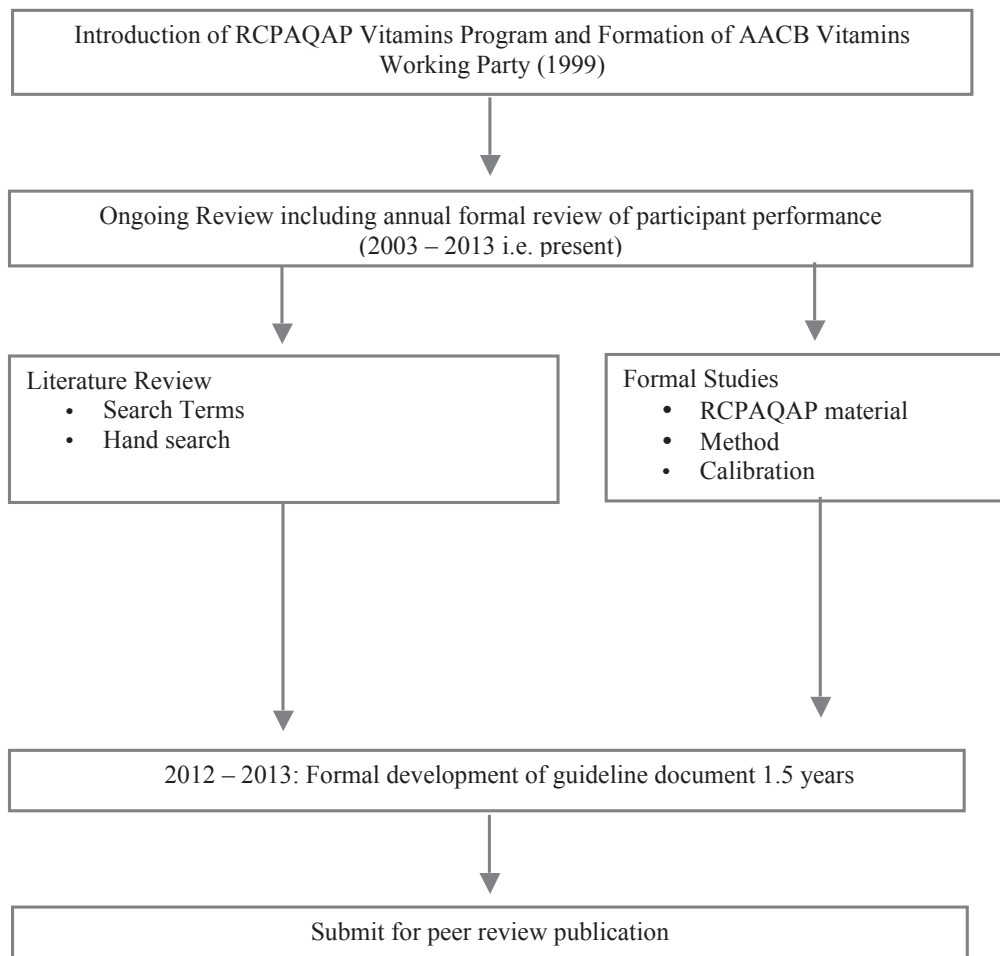 Introduction of RCPAQAP Vitamins Program and Formation of AACB Vitamins
Working Party (1999)
Ongoing Review including annual formal review of participant performance
(2003 – 2013 i.e. present)
Literature Review
• Search Terms
• Hand search
Formal Studies
• RCPAQAP material
• Method
• Calibration
2012 – 2013: Formal development of guideline document 1.5 years
Submit for peer review publication